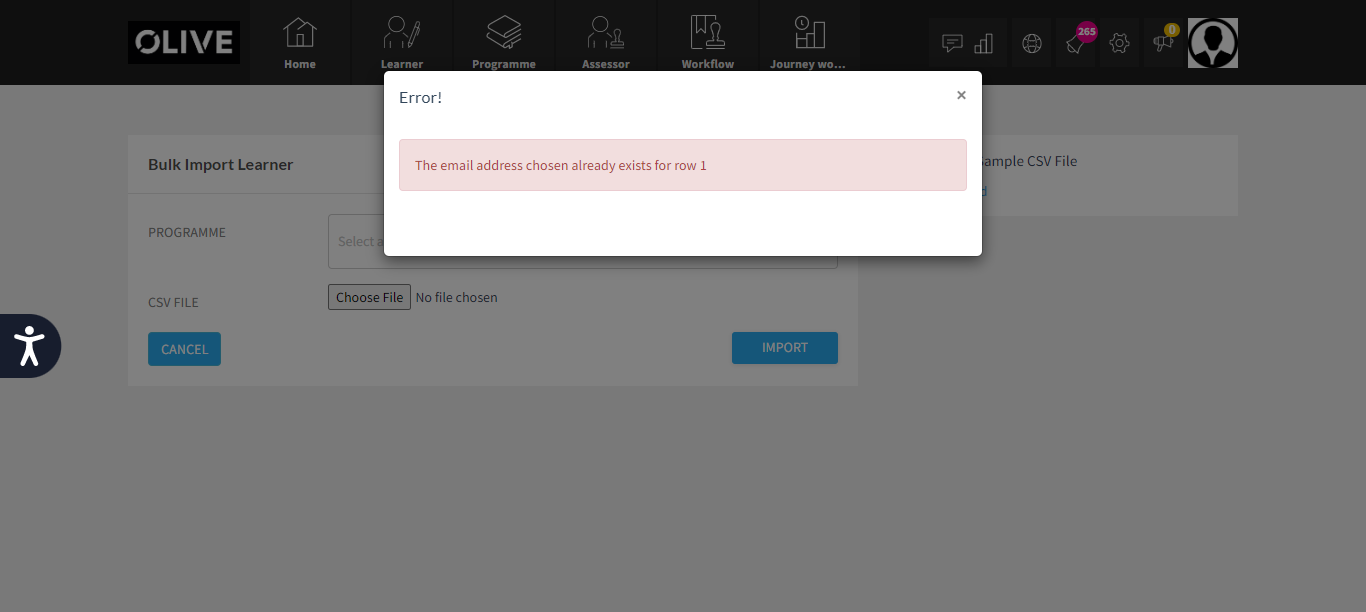 OLIVE
Home
Learner
Programme
Assessor
Workflow
Journey wo...
265
0
Error!
×
The email address chosen already exists for row 1
Bulk Import Learner
ample CSV File
d
PROGRAMME
Select a
CSV FILE
Choose File No file chosen
CANCEL
IMPORT